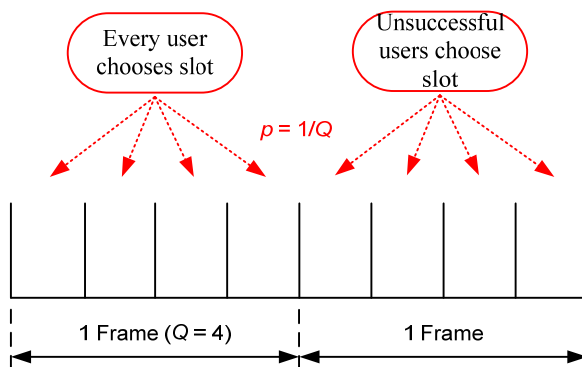 Every user
chooses slot
Unsuccessful
users choose
slot
p = 1/Q
1 Frame (Q = 4)
1 Frame